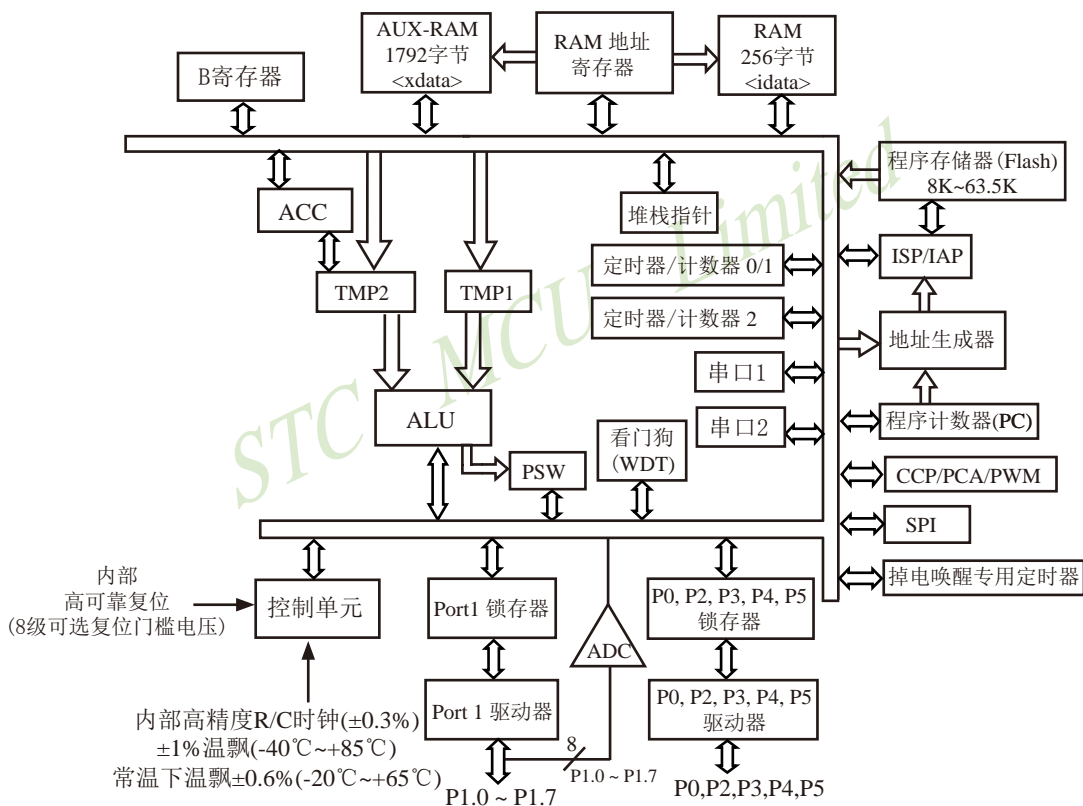 AUX-RAM
1792字节
<xdata>
RAM 地址
寄存器
RAM
256字节
<idata>
B寄存器
程序存储器(Flash)
8K~63.5K
ACC
堆栈指针
ISP/IAP
定时器/计数器 0/1
TMP2
TMP1
定时器/计数器 2
地址生成器
串口1
ALU
串口2
程序计数器(PC)
看门狗
(WDT)
PSW
CCP/PCA/PWM
SPI
掉电唤醒专用定时器
内部
高可靠复位
(8级可选复位门槛电压)
控制单元
Port1 锁存器
P0, P2, P3, P4, P5
锁存器
ADC
Port 1 驱动器
P0, P2, P3, P4, P5
驱动器
内部高精度R/C时钟(±0.3%)
±1%温飘(-40℃~+85℃)
常温下温飘±0.6%(-20℃~+65℃)
8
P1.0 ~ P1.7
P1.0 ~ P1.7
P0,P2,P3,P4,P5
STC MCU Limited